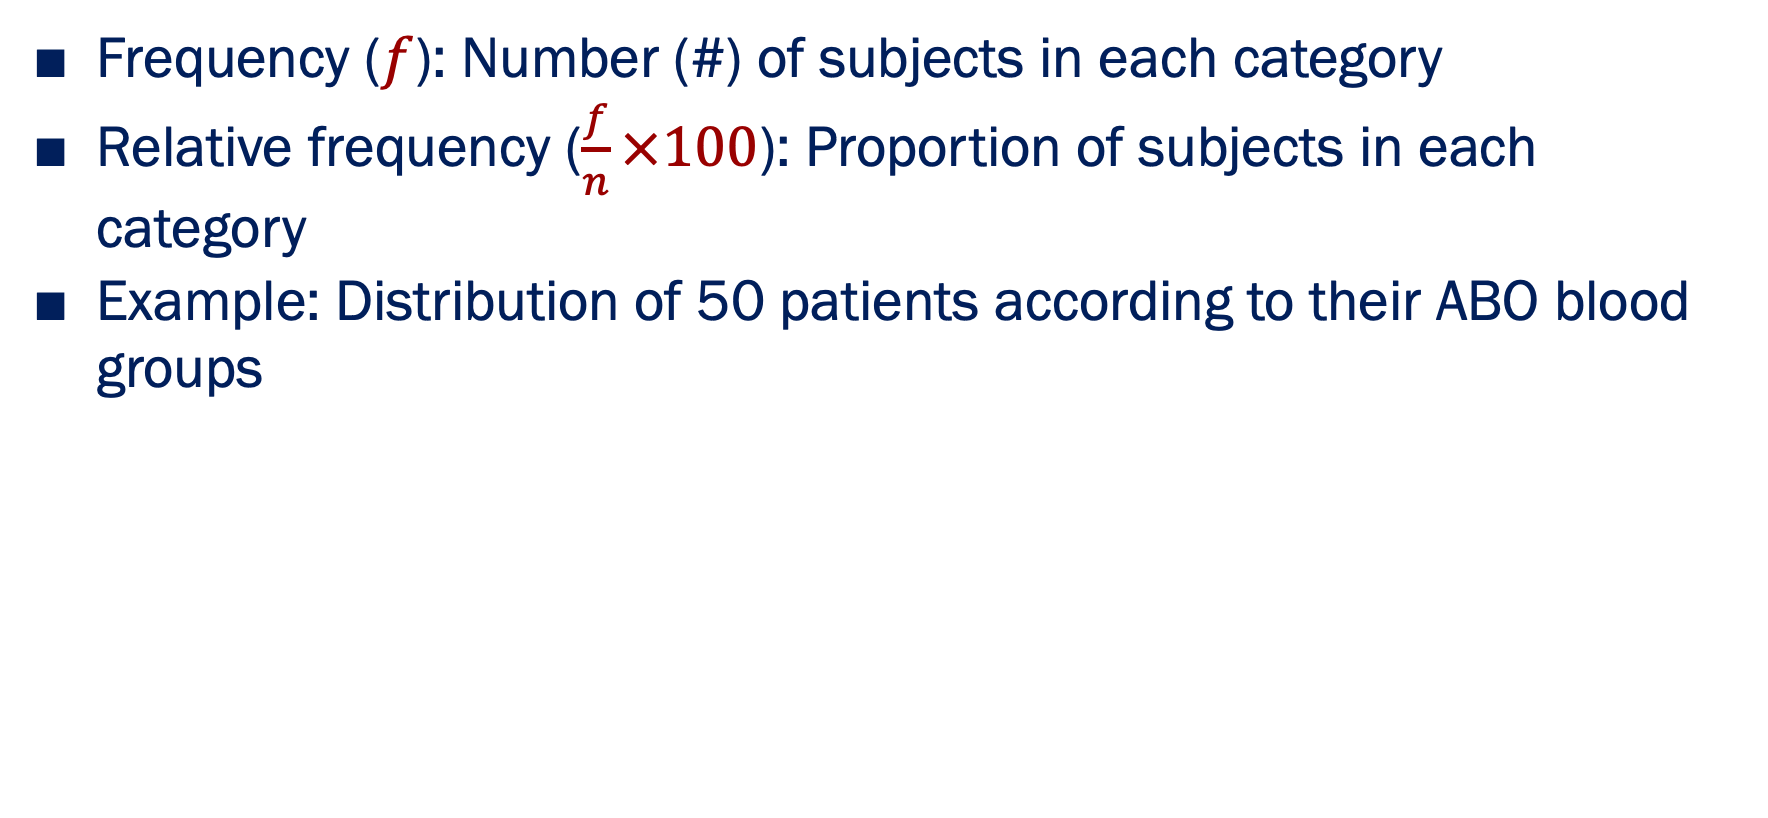 ■ Frequency (f): Number (#) of subjects in each category
■ Relative frequency (f/n ×100): Proportion of subjects in each
category
■ Example: Distribution of 50 patients according to their ABO blood
groups